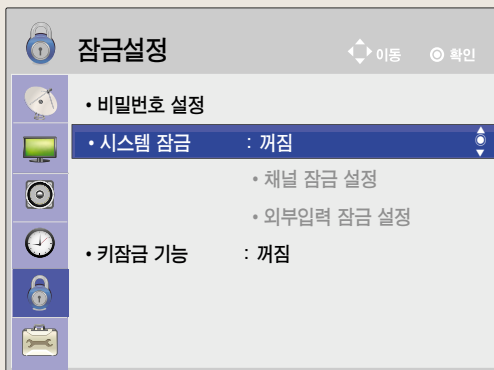 잠금설정 이동 확인
• 비밀번호 설정
• 시스템 잠금 : 꺼짐
• 채널 잠금 설정
• 외부입력 잠금 설정
• 키잠금 기능 : 꺼짐